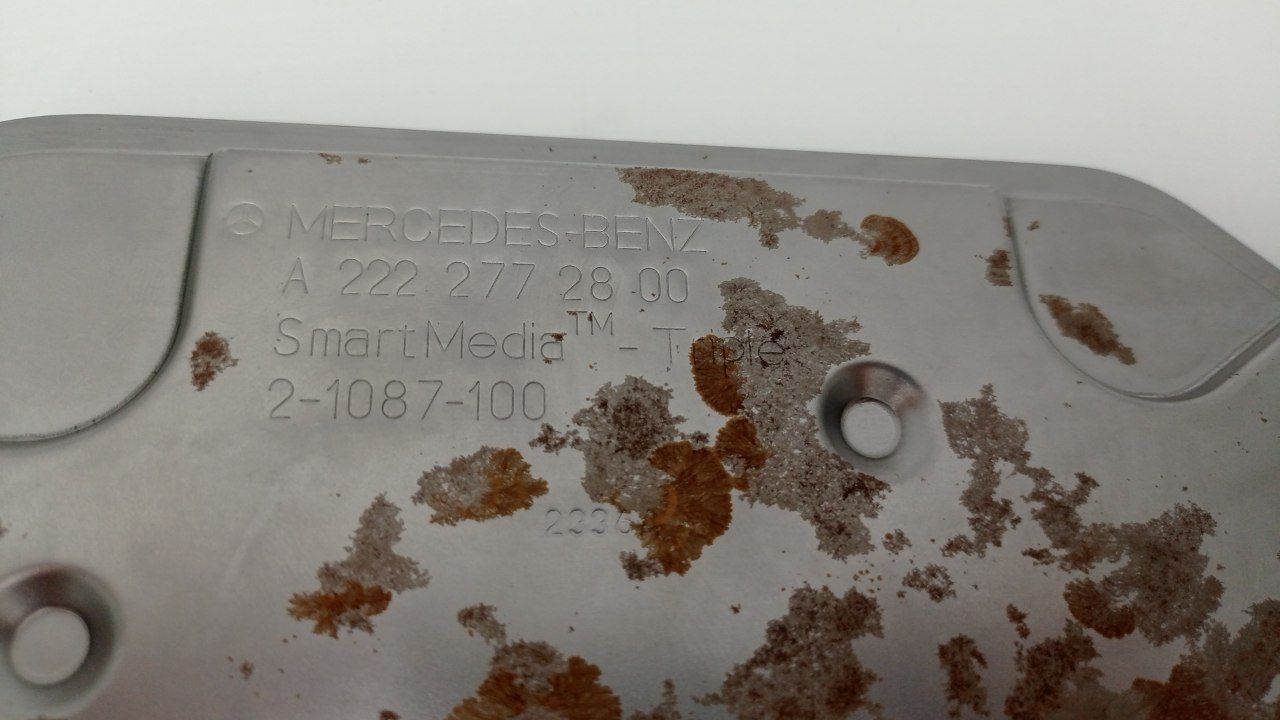 MERCEDES-BENZ
A 222 277 28 00
SmartMedia™ - Triple
2-1087-100